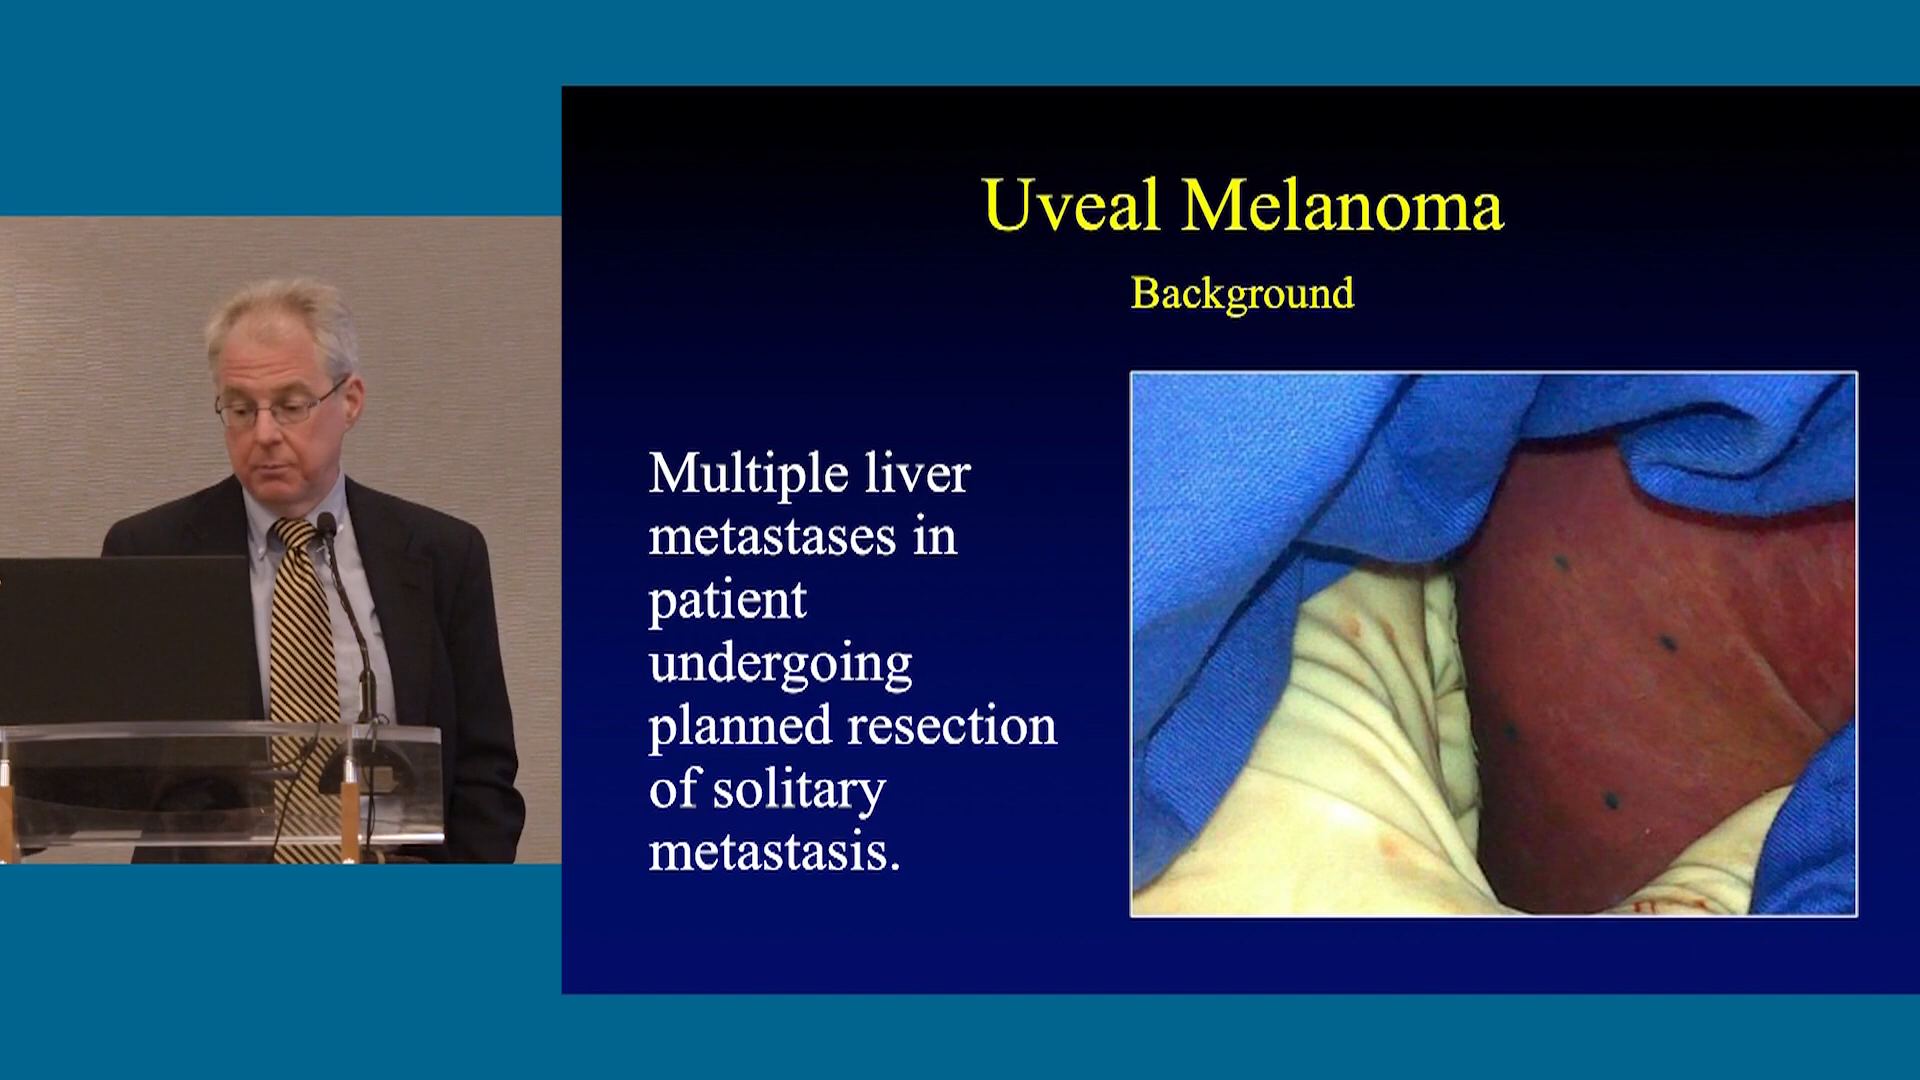 Uveal Melanoma
Background
Multiple liver
metastases in
patient
undergoing
planned resection
of solitary
metastasis.